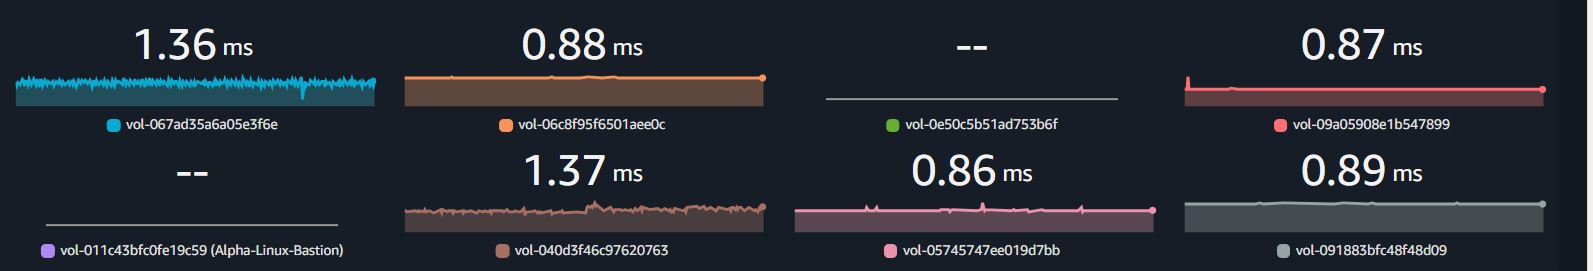 1.36 ms
0.88 ms
--
0.87 ms
vol-067ad35a6a05e3f6e
vol-06c8f95f6501aee0c
vol-0e50c5b51ad753b6f
vol-09a05908e1b547899
--
1.37 ms
0.86 ms
0.89 ms
vol-011c43bfc0fe19c59 (Alpha-Linux-Bastion)
vol-040d3f46c97620763
vol-05745747ee019d7bb
vol-091883bfc48f48d09